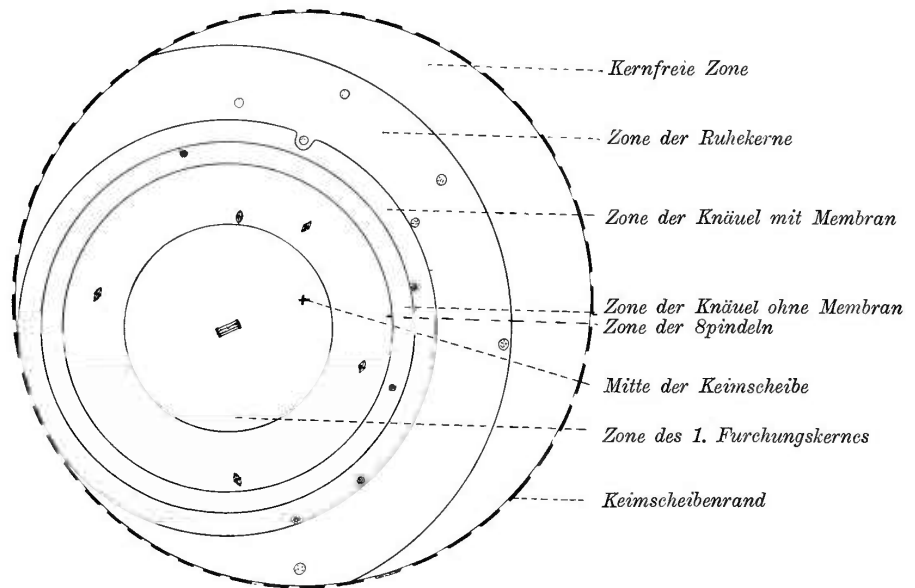 Kernfreie Zone
Zone der Ruhekerne
Zone der Knäuel mit Membran
Zone der Knäuel ohne Membran
Zone der Spindeln
Mitte der Keimscheibe
Zone des 1. Furchungskernes
Keimscheibenrand